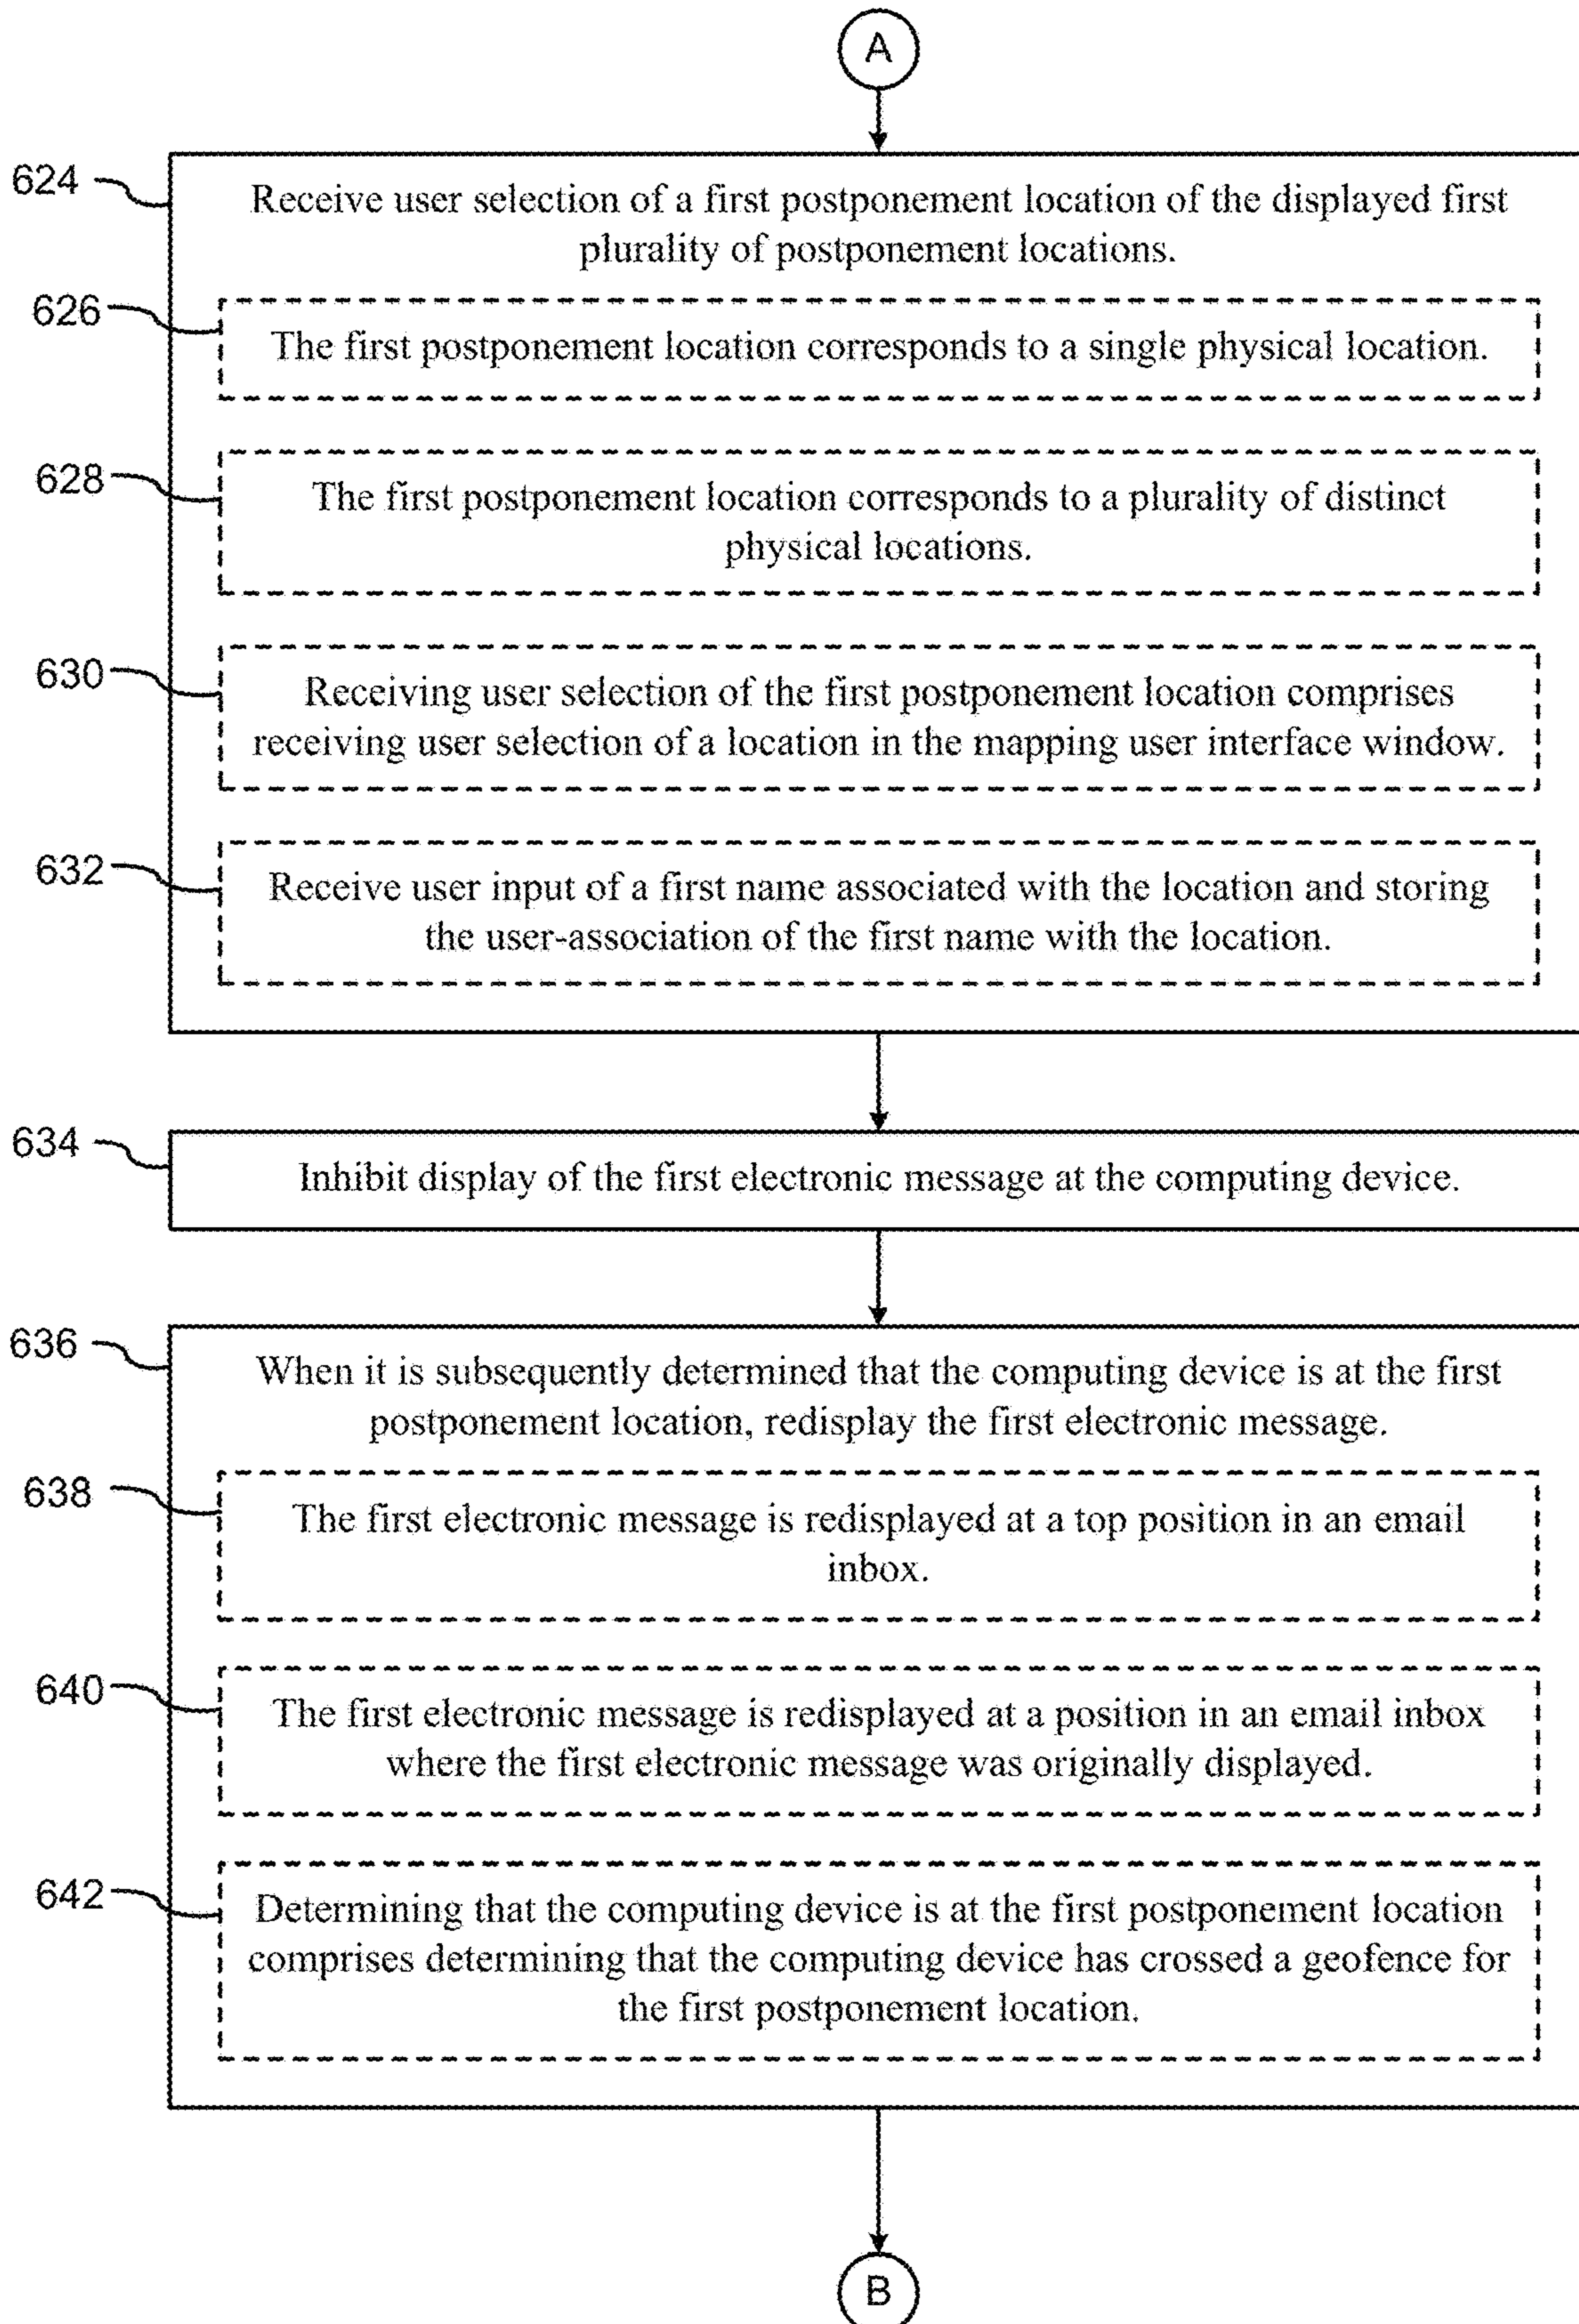 A
624
Receive user selection of a first postponement location of the displayed first
plurality of postponement locations.
626
The first postponement location corresponds to a single physical location.
628
The first postponement location corresponds to a plurality of distinct
physical locations.
630
Receiving user selection of the first postponement location comprises
receiving user selection of a location in the mapping user interface window.
632
Receive user input of a first name associated with the location and storing
the user-association of the first name with the location.
634
Inhibit display of the first electronic message at the computing device.
636
When it is subsequently determined that the computing device is at the first
postponement location, redisplay the first electronic message.
638
The first electronic message is redisplayed at a top position in an email
inbox.
640
The first electronic message is redisplayed at a position in an email inbox
where the first electronic message was originally displayed.
642
Determining that the computing device is at the first postponement location
comprises determining that the computing device has crossed a geofence for
the first postponement location.
B